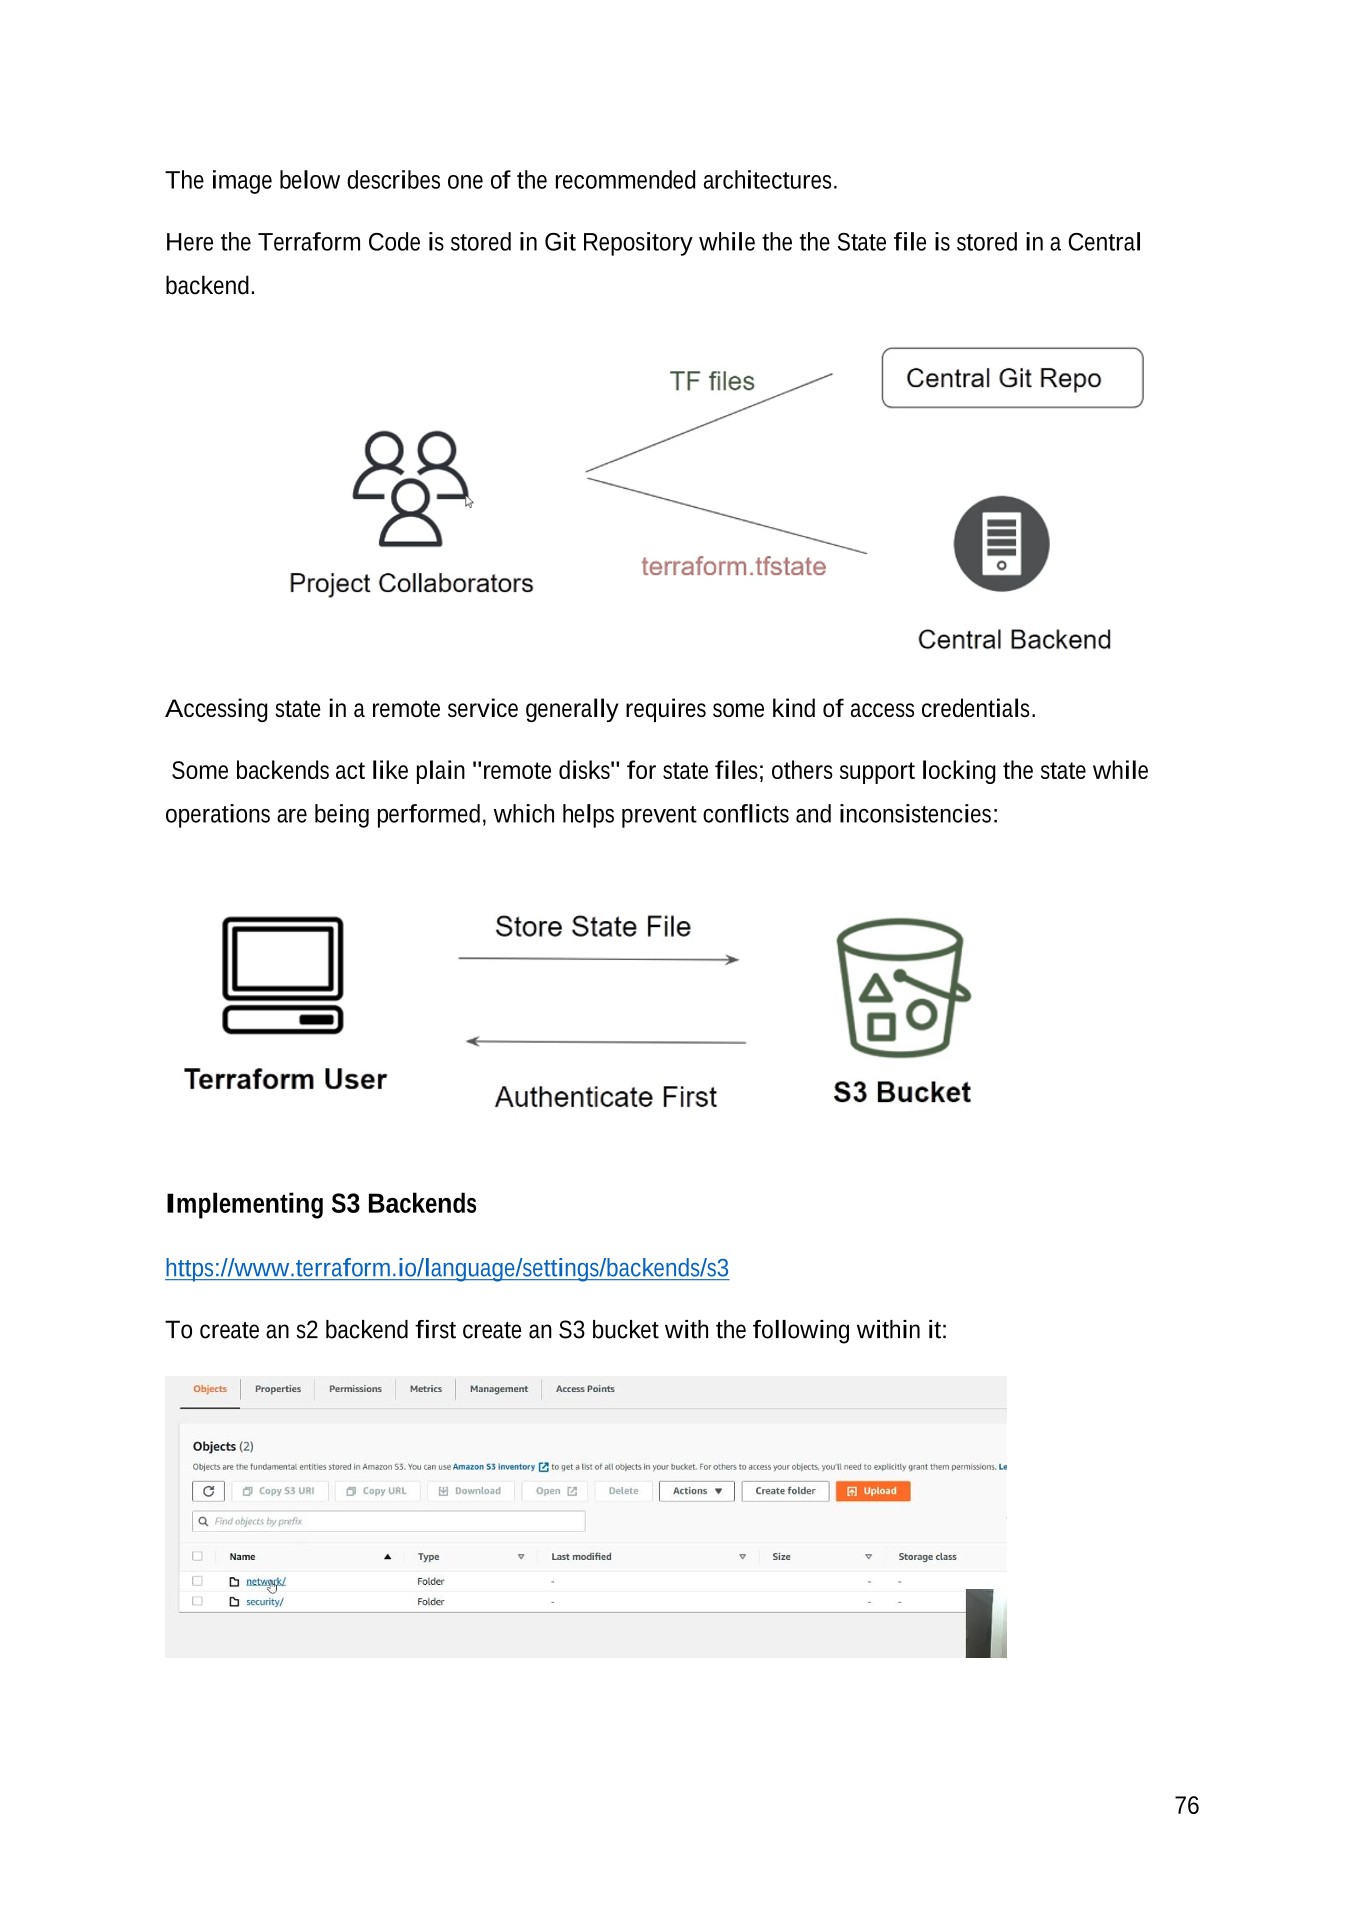 The image below describes one of the recommended architectures.
Here the Terraform Code is stored in Git Repository while the the State file is stored in a Central
backend.
TF files
Central Git Repo
Project Collaborators
terraform.tfstate
Central Backend
Accessing state in a remote service generally requires some kind of access credentials.
Some backends act like plain "remote disks" for state files; others support locking the state while
operations are being performed, which helps prevent conflicts and inconsistencies:
Store State File
Terraform User
Authenticate First
S3 Bucket
Implementing S3 Backends
https://www.terraform.io/language/settings/backends/s3
To create an s2 backend first create an S3 bucket with the following within it:
Objects Properties Permissions Metrics Management Access Points
Objects (2)
Objects are the fundamental entities stored in Amazon S3. You can use Amazon S3 inventory to get a list of all objects in your bucket. For others to access your objects, you'll need to explicitly grant them permissions. Le
Copy S3 URI Copy URL Download Open Delete Actions Create folder Upload
Find objects by prefix
Name Type Last modified Size Storage class
network/ Folder - - -
security/ Folder - - -
76